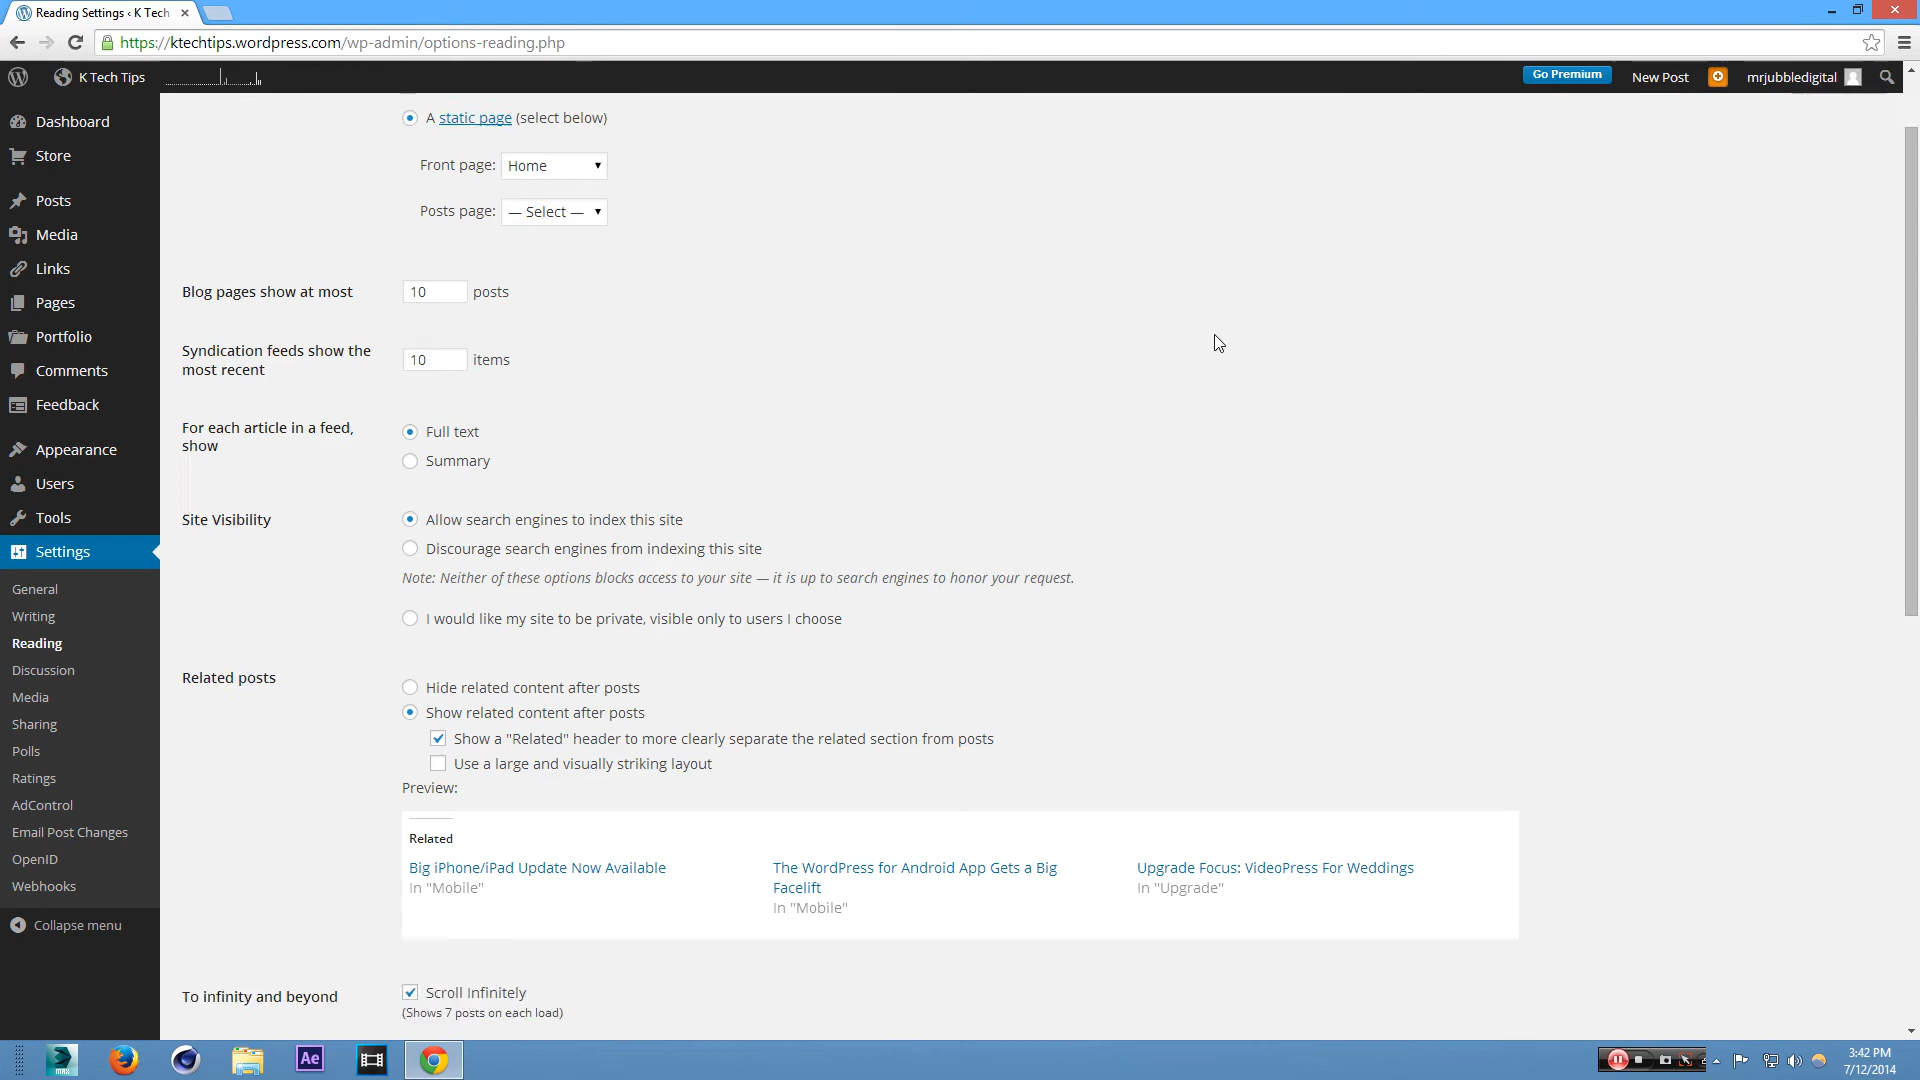 Reading Settings ‹ K Tech
https://ktechtips.wordpress.com/wp-admin/options-reading.php
K Tech Tips
Go Premium
New Post
mrjubbledigital
Dashboard
Store
Posts
Media
Links
Pages
Portfolio
Comments
Feedback
Appearance
Users
Tools
Settings
General
Writing
Reading
Discussion
Media
Sharing
Polls
Ratings
AdControl
Email Post Changes
OpenID
Webhooks
Collapse menu
A static page (select below)
Front page: Home
Posts page: — Select —
Blog pages show at most
10 posts
Syndication feeds show the
most recent
10 items
For each article in a feed,
show
Full text
Summary
Site Visibility
Allow search engines to index this site
Discourage search engines from indexing this site
Note: Neither of these options blocks access to your site — it is up to search engines to honor your request.
I would like my site to be private, visible only to users I choose
Related posts
Hide related content after posts
Show related content after posts
Show a "Related" header to more clearly separate the related section from posts
Use a large and visually striking layout
Preview:
Related
Big iPhone/iPad Update Now Available
In "Mobile"
The WordPress for Android App Gets a Big
Facelift
In "Mobile"
Upgrade Focus: VideoPress For Weddings
In "Upgrade"
To infinity and beyond
Scroll Infinitely
(Shows 7 posts on each load)
MAX
Ae
3:42 PM
7/12/2014